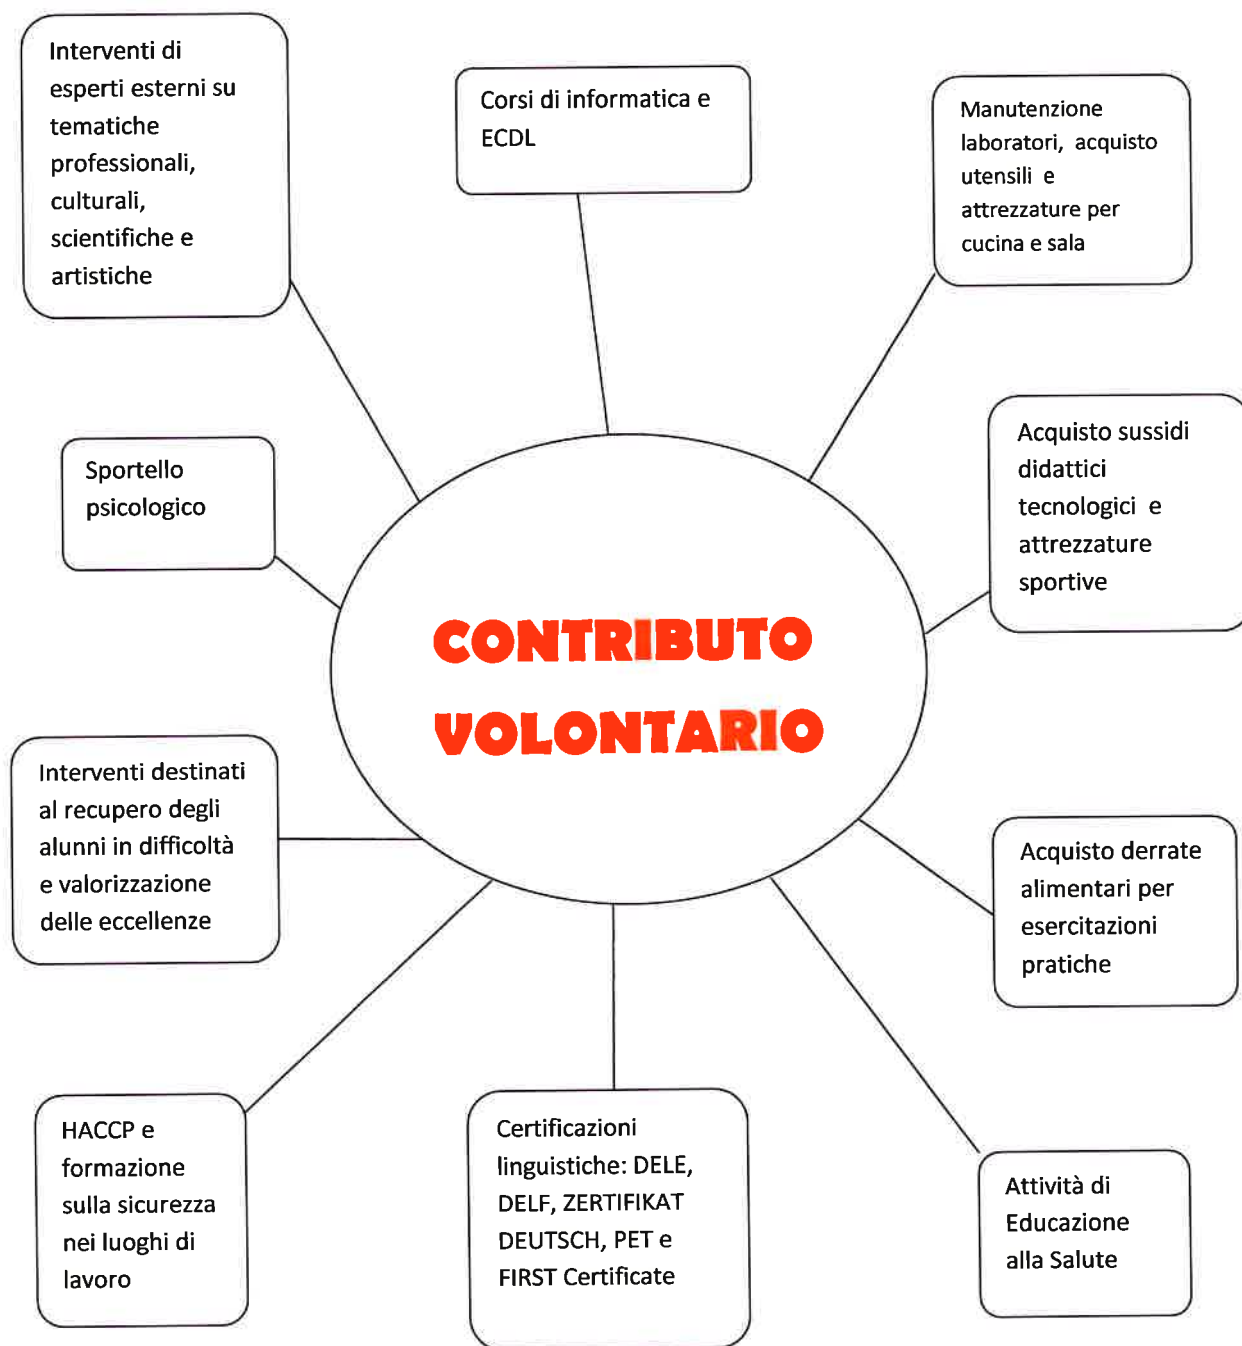 Interventi di
esperti esterni su
tematiche
professionali,
culturali,
scientifiche e
artistiche
Corsi di informatica e
ECDL
Manutenzione
laboratori, acquisto
utensili e
attrezzature per
cucina e sala
Sportello
psicologico
Acquisto sussidi
didattici
tecnologici e
attrezzature
sportive
CONTRIBUTO
VOLONTARIO
Interventi destinati
al recupero degli
alunni in difficoltà
e valorizzazione
delle eccellenze
Acquisto derrate
alimentari per
esercitazioni
pratiche
HACCP e
formazione
sulla sicurezza
nei luoghi di
lavoro
Certificazioni
linguistiche: DELE,
DELF, ZERTIFIKAT
DEUTSCH, PET e
FIRST Certificate
Attività di
Educazione
alla Salute